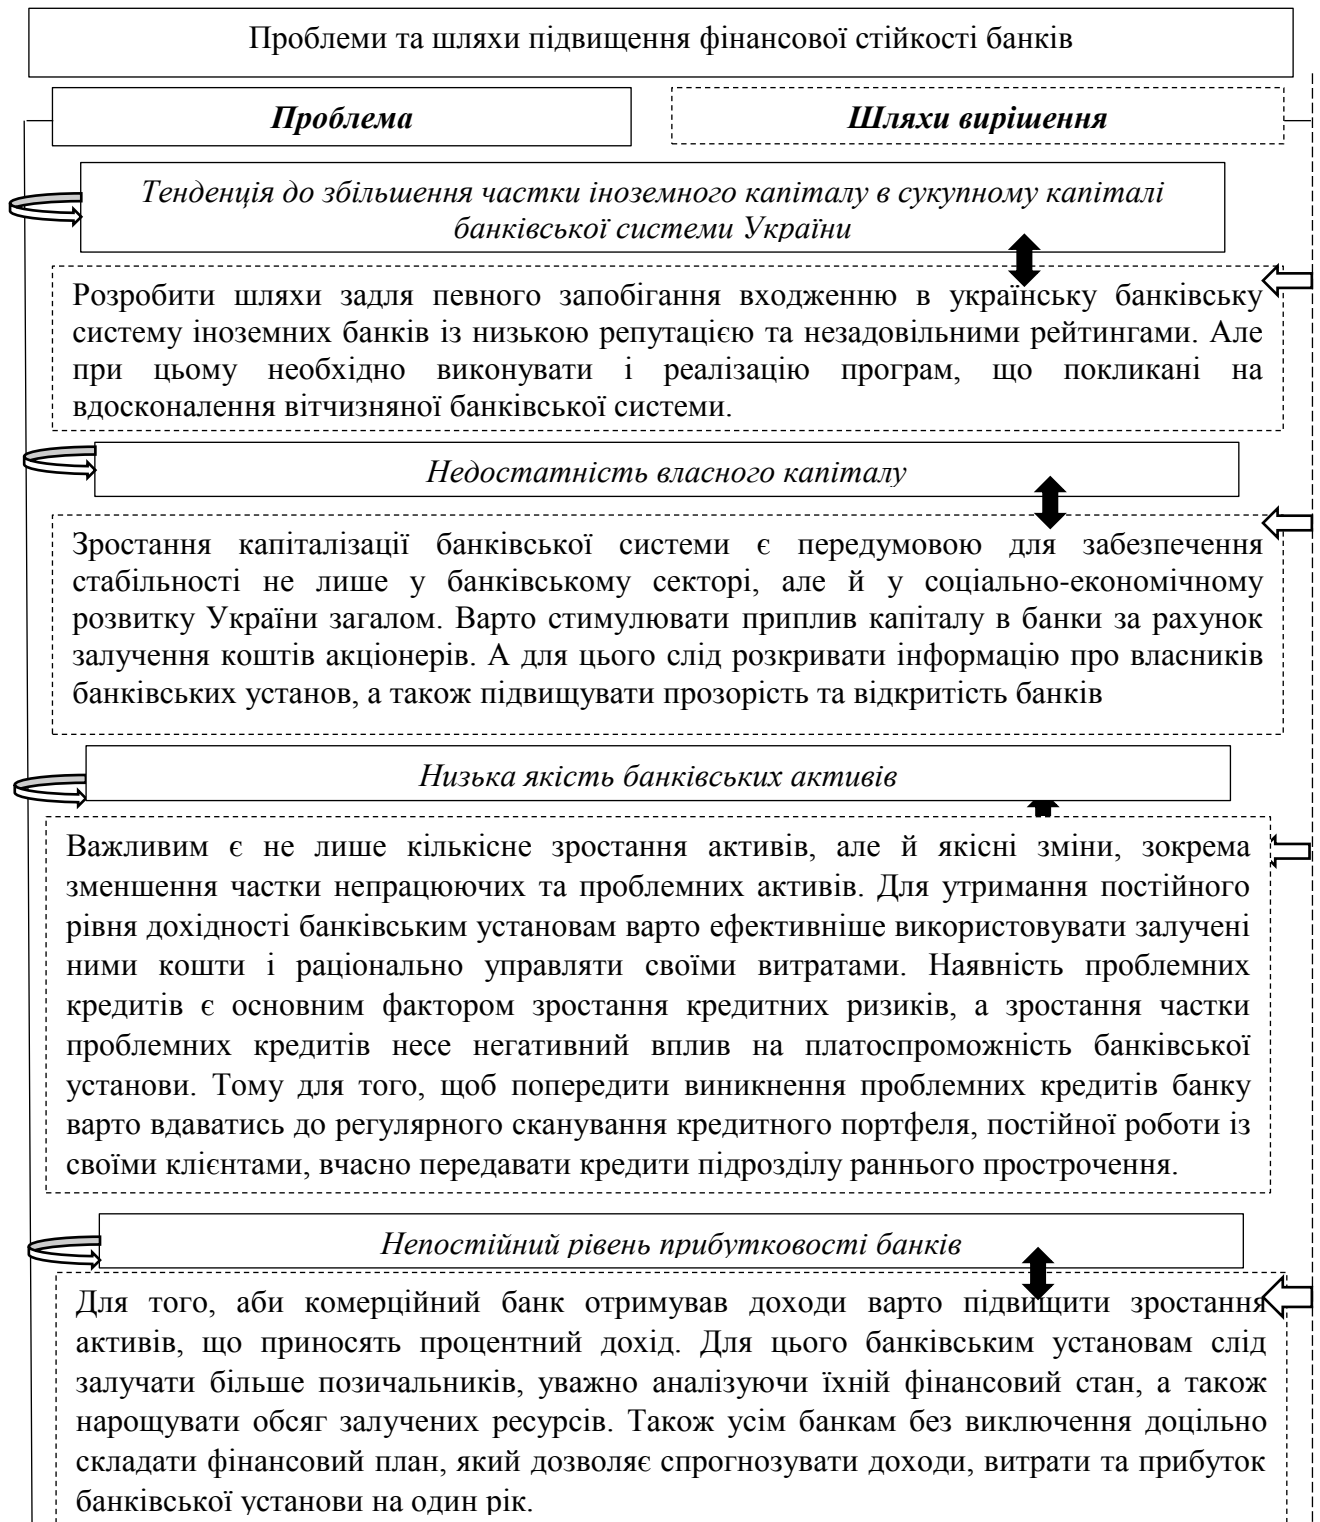 Проблеми та шляхи підвищення фінансової стійкості банків
Проблема
Шляхи вирішення
Тенденція до збільшення частки іноземного капіталу в сукупному капіталі
банківської системи України
Розробити шляхи задля певного запобігання входженню в українську банківську
систему іноземних банків із низькою репутацією та незадовільними рейтингами. Але
при цьому необхідно виконувати і реалізацію програм, що покликані на
вдосконалення вітчизняної банківської системи.
Недостатність власного капіталу
Зростання капіталізації банківської системи є передумовою для забезпечення
стабільності не лише у банківському секторі, але й у соціально-економічному
розвитку України загалом. Варто стимулювати приплив капіталу в банки за рахунок
залучення коштів акціонерів. А для цього слід розкривати інформацію про власників
банківських установ, а також підвищувати прозорість та відкритість банків
Низька якість банківських активів
Важливим є не лише кількісне зростання активів, але й якісні зміни, зокрема
зменшення частки непрацюючих та проблемних активів. Для утримання постійного
рівня дохідності банківським установам варто ефективніше використовувати залучені
ними кошти і раціонально управляти своїми витратами. Наявність проблемних
кредитів є основним фактором зростання кредитних ризиків, а зростання частки
проблемних кредитів несе негативний вплив на платоспроможність банківської
установи. Тому для того, щоб попередити виникнення проблемних кредитів банку
варто вдаватись до регулярного сканування кредитного портфеля, постійної роботи із
своїми клієнтами, вчасно передавати кредити підрозділу раннього прострочення.
Непостійний рівень прибутковості банків
Для того, аби комерційний банк отримував доходи варто підвищити зростання
активів, що приносять процентний дохід. Для цього банківським установам слід
залучати більше позичальників, уважно аналізуючи їхній фінансовий стан, а також
нарощувати обсяг залучених ресурсів. Також усім банкам без виключення доцільно
складати фінансовий план, який дозволяє спрогнозувати доходи, витрати та прибуток
банківської установи на один рік.